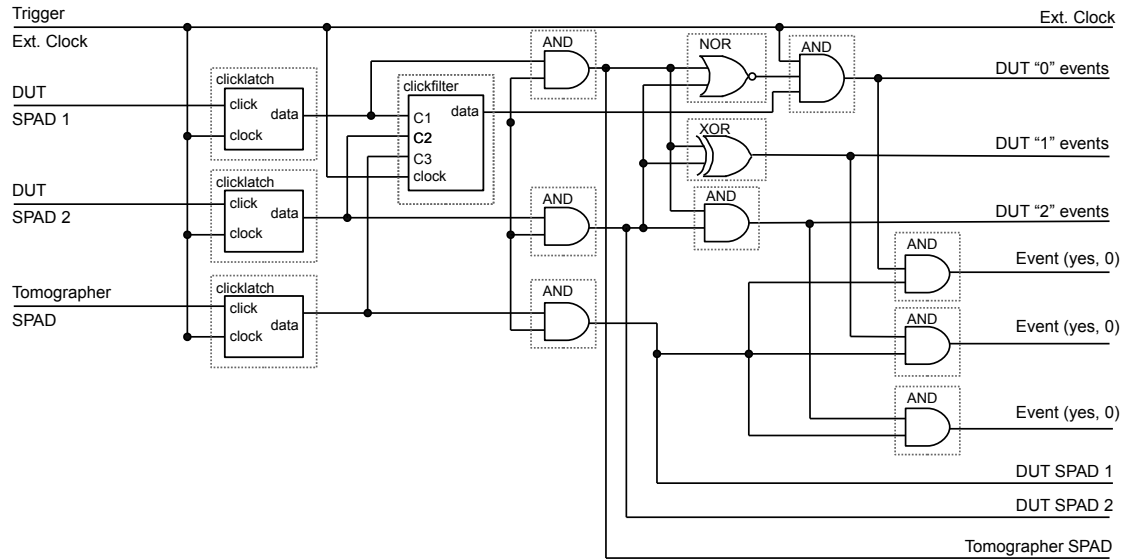 Trigger
Ext. Clock
Ext. Clock
AND
NOR
AND
clicklatch
click
data
clock
DUT
SPAD 1
clickfilter
C1
data
C2
C3
clock
DUT “0” events
XOR
DUT “1” events
DUT
SPAD 2
clicklatch
click
data
clock
AND
AND
DUT “2” events
AND
Event (yes, 0)
Tomographer
SPAD
clicklatch
click
data
clock
AND
AND
Event (yes, 0)
AND
Event (yes, 0)
DUT SPAD 1
DUT SPAD 2
Tomographer SPAD